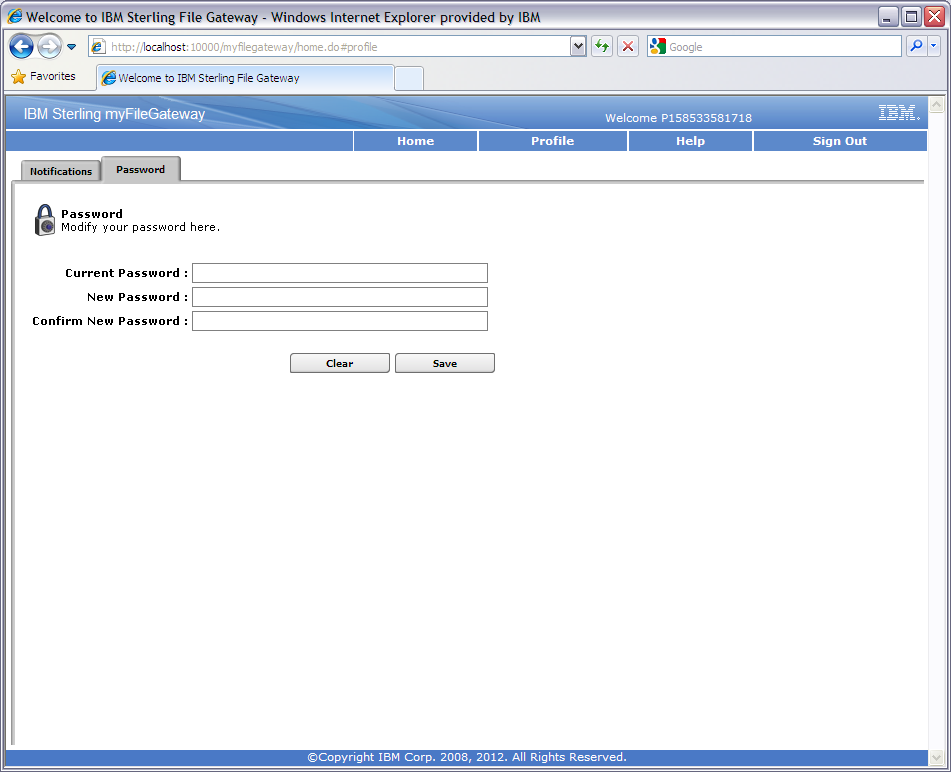 Welcome to IBM Sterling File Gateway - Windows Internet Explorer provided by IBM
http://localhost:10000/myfilegateway/home.do#profile
Google
Favorites
Welcome to IBM Sterling File Gateway
IBM Sterling myFileGateway
Welcome P158533581718
IBM.
Home
Profile
Help
Sign Out
Notifications
Password
Password
Modify your password here.
Current Password :
New Password :
Confirm New Password :
Clear
Save
©Copyright IBM Corp. 2008, 2012. All Rights Reserved.